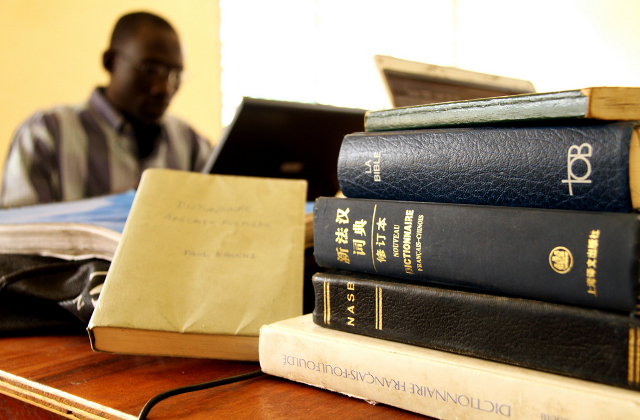 LA
BIBLE
TOB
新法汉
词典
修订本
NOUVEAU
DICTIONNAIRE
FRANÇAIS-CHINOIS
上海译文出版社
NASB
DICTIONNAIRE FRANÇAIS-FOULFOULDÉ
DICTIONNAIRE